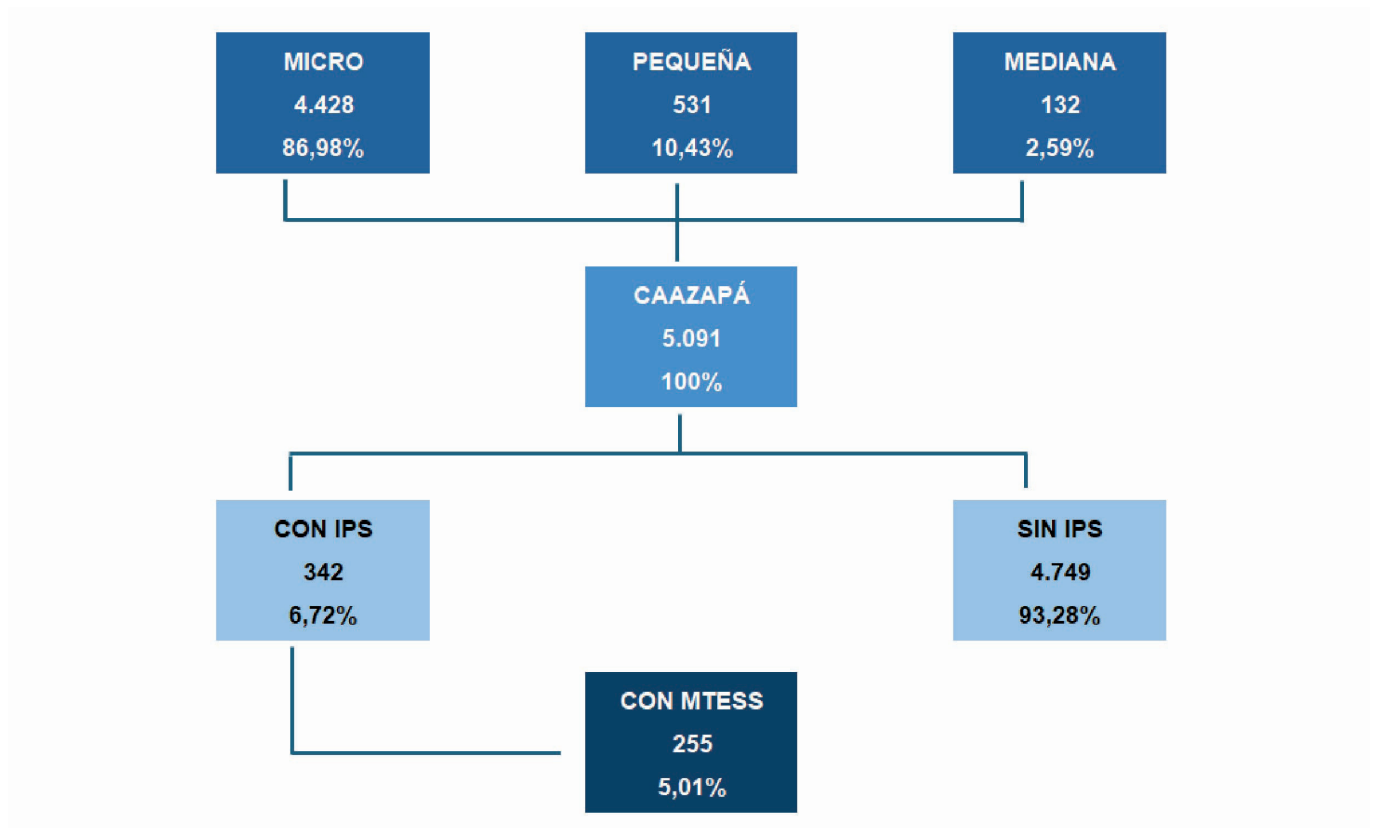 MICRO
4.428
86,98%
PEQUEÑA
531
10,43%
MEDIANA
132
2,59%
CAAZAPÁ
5.091
100%
CON IPS
342
6,72%
SIN IPS
4.749
93,28%
CON MTESS
255
5,01%